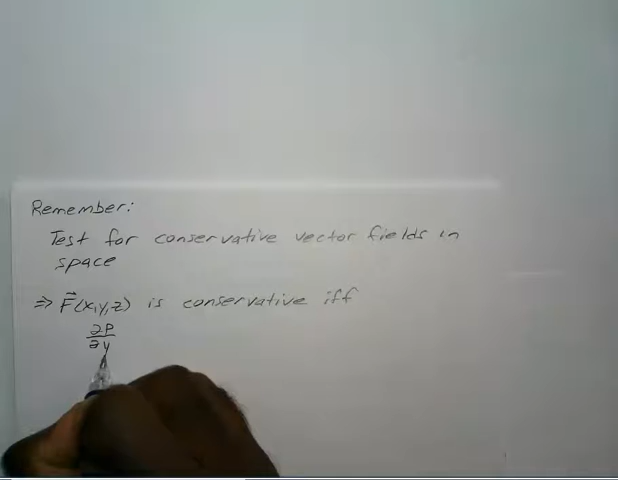 Remember:
Test for conservative vector fields in
space
⇒ F⃗(x,y,z) is conservative iff
∂P
∂y